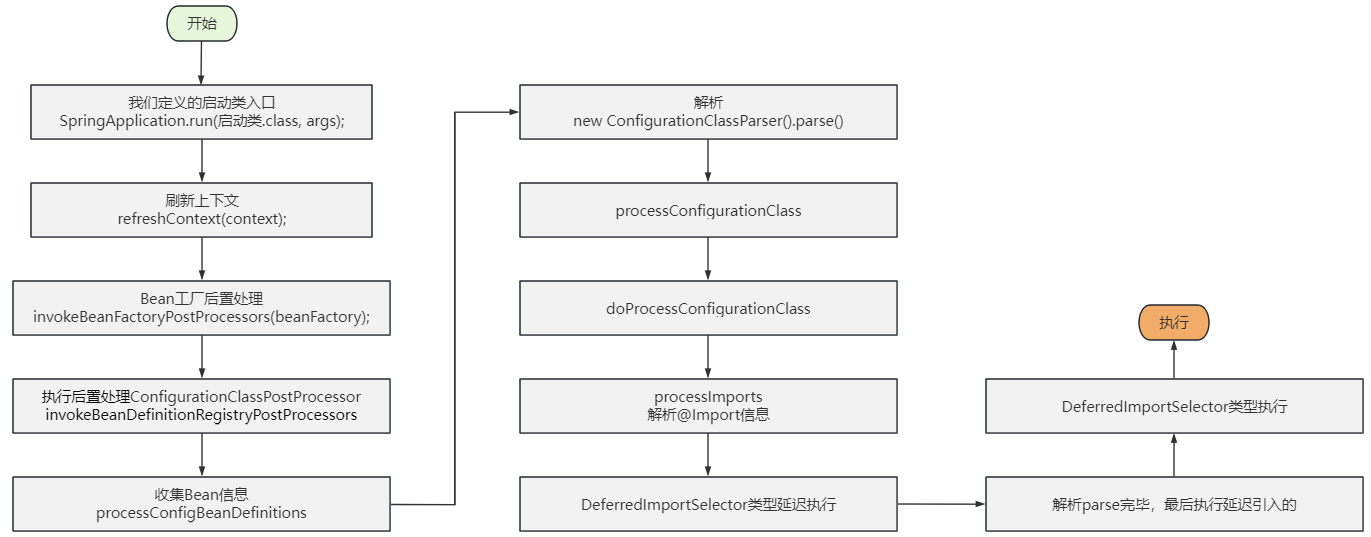 开始
我们定义的启动类入口
SpringApplication.run(启动类.class, args);
刷新上下文
refreshContext(context);
Bean工厂后置处理
invokeBeanFactoryPostProcessors(beanFactory);
执行后置处理ConfigurationClassPostProcessor
invokeBeanDefinitionRegistryPostProcessors
收集Bean信息
processConfigBeanDefinitions
解析
new ConfigurationClassParser().parse()
processConfigurationClass
doProcessConfigurationClass
processImports
解析@Import信息
DeferredImportSelector类型延迟执行
解析parse完毕，最后执行延迟引入的
DeferredImportSelector类型执行
执行